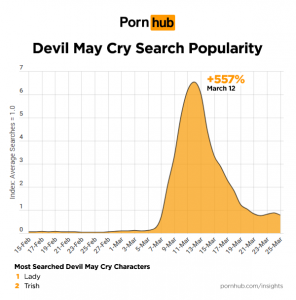 Pornhub
Devil May Cry Search Popularity
+557%
March 12
Index: Average Searches = 1.0
7
6
5
4
3
2
1
0
15-Feb
17-Feb
19-Feb
21-Feb
23-Feb
25-Feb
27-Feb
1-Mar
3-Mar
5-Mar
7-Mar
9-Mar
11-Mar
13-Mar
15-Mar
17-Mar
19-Mar
21-Mar
23-Mar
25-Mar
Most Searched Devil May Cry Characters
1 Lady
2 Trish
pornhub.com/insights